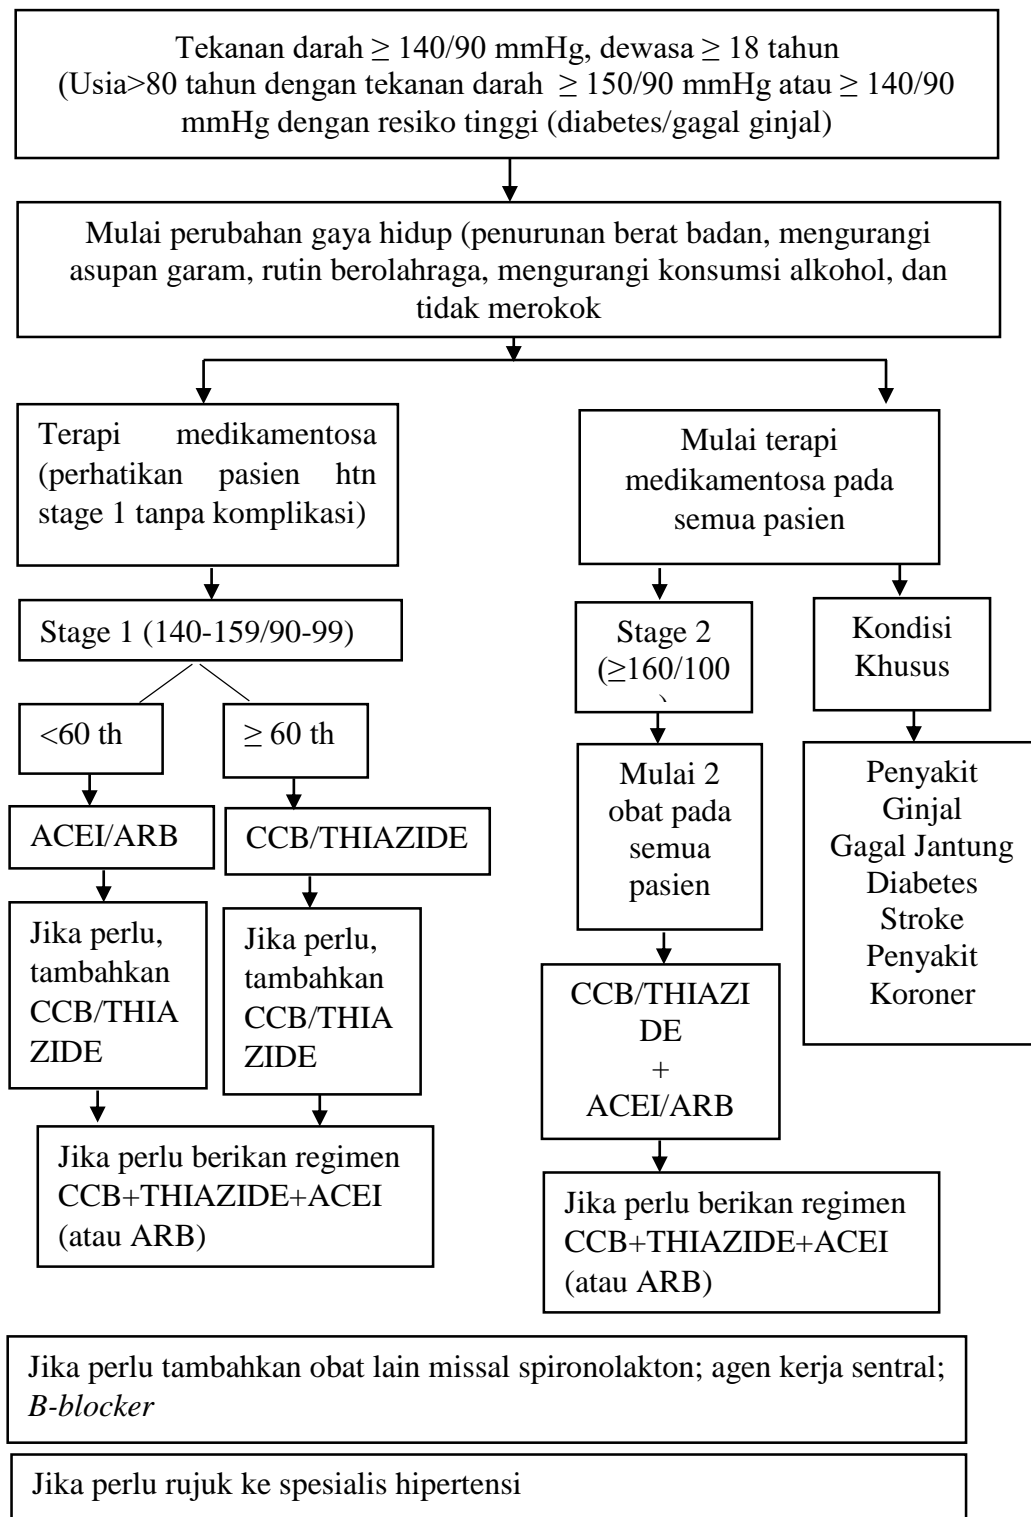 Tekanan darah ≥ 140/90 mmHg, dewasa ≥ 18 tahun
(Usia>80 tahun dengan tekanan darah ≥ 150/90 mmHg atau ≥ 140/90
mmHg dengan resiko tinggi (diabetes/gagal ginjal)
Mulai perubahan gaya hidup (penurunan berat badan, mengurangi
asupan garam, rutin berolahraga, mengurangi konsumsi alkohol, dan
tidak merokok
Terapi medikamentosa
(perhatikan pasien htn
stage 1 tanpa komplikasi)
Mulai terapi
medikamentosa pada
semua pasien
Stage 1 (140-159/90-99)
Stage 2
(≥160/100
Kondisi
Khusus
<60 th
≥ 60 th
Mulai 2
obat pada
semua
pasien
Penyakit
Ginjal
Gagal Jantung
Diabetes
Stroke
Penyakit
Koroner
ACEI/ARB
CCB/THIAZIDE
Jika perlu,
tambahkan
CCB/THIA
ZIDE
Jika perlu,
tambahkan
CCB/THIA
ZIDE
CCB/THIAZI
DE
+
ACEI/ARB
Jika perlu berikan regimen
CCB+THIAZIDE+ACEI
(atau ARB)
Jika perlu berikan regimen
CCB+THIAZIDE+ACEI
(atau ARB)
Jika perlu tambahkan obat lain missal spironolakton; agen kerja sentral;
B-blocker
Jika perlu rujuk ke spesialis hipertensi